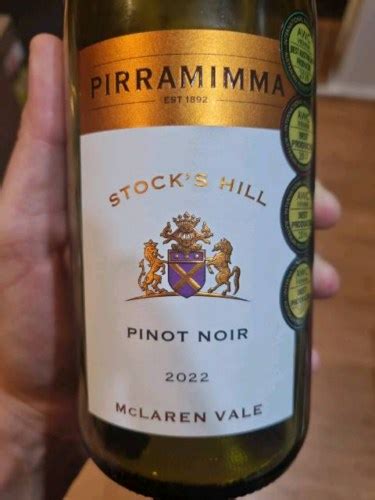 PIRRAMIMMA
EST 1892
STOCK'S HILL
PINOT NOIR
2022
McLAREN VALE